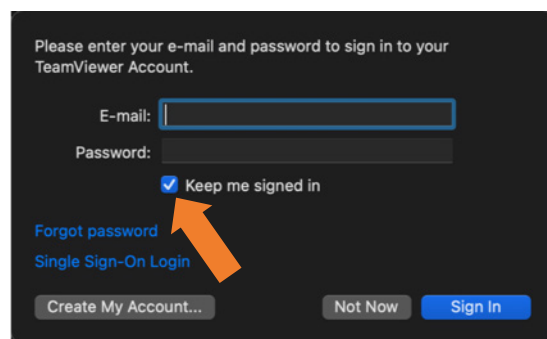 Please enter your e-mail and password to sign in to your
TeamViewer Account.
E-mail:
Password:
Keep me signed in
Forgot password
Single Sign-On Login
Create My Account...
Not Now
Sign In